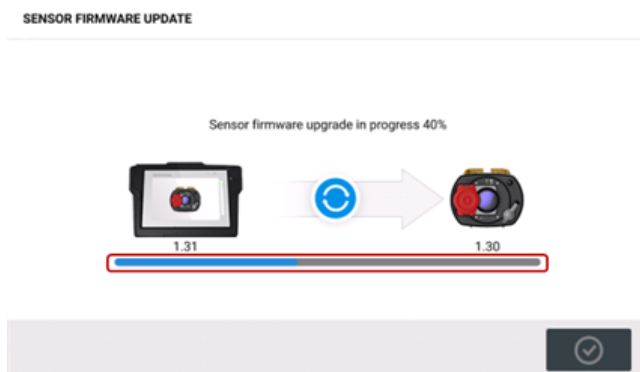 SENSOR FIRMWARE UPDATE
Sensor firmware upgrade in progress 40%
1.31
1.30